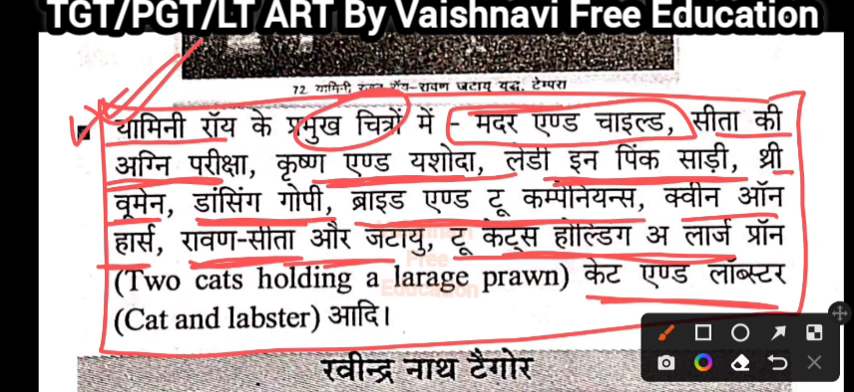 TGT/PGT/LT ART By Vaishnavi Free Education
72 यामिनी रॉय-रावण जटायु युद्ध, टेम्परा
यामिनी रॉय के प्रमुख चित्रों में - मदर एण्ड चाइल्ड, सीता की
अग्नि परीक्षा, कृष्ण एण्ड यशोदा, लेडी इन पिंक साड़ी, थ्री
वूमेन, डांसिंग गोपी, ब्राइड एण्ड टू कम्पेनियन्स, क्वीन ऑन
हार्स, रावण-सीता और जटायु, टू केट्स होल्डिंग अ लार्ज प्रॉन
(Two cats holding a larage prawn) केट एण्ड लॉब्स्टर
(Cat and labster) आदि।
Free
Education
रवीन्द्र नाथ टैगोर